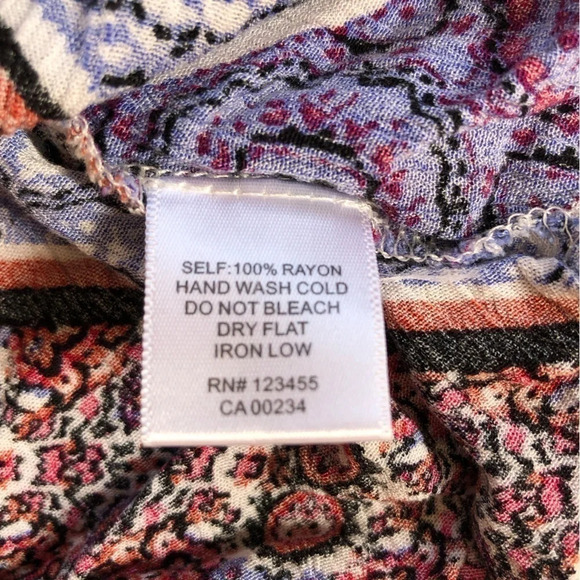 SELF:100% RAYON
HAND WASH COLD
DO NOT BLEACH
DRY FLAT
IRON LOW
RN# 123455
CA 00234